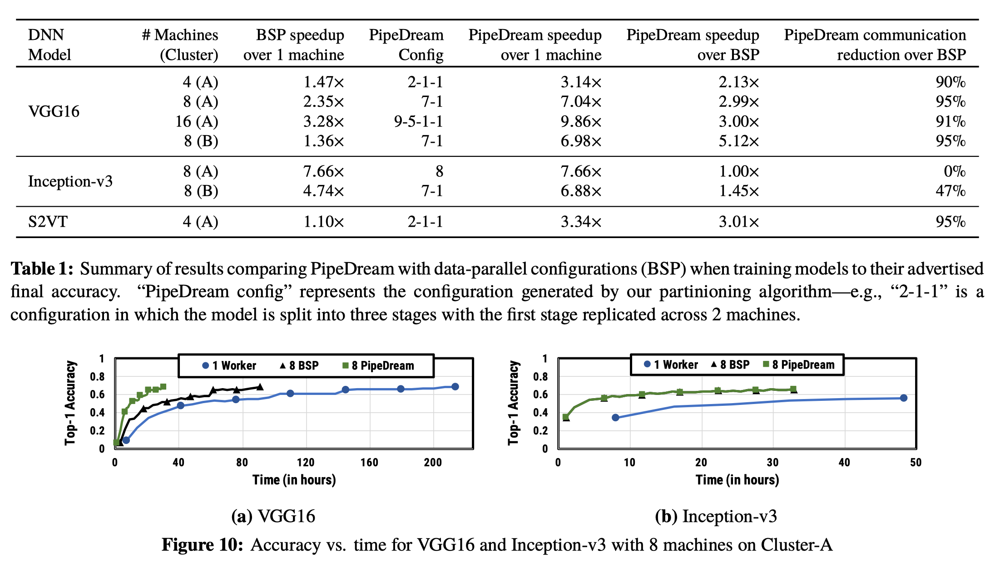 DNN Model # Machines (Cluster) BSP speedup over 1 machine PipeDream Config PipeDream speedup over 1 machine PipeDream speedup over BSP PipeDream communication reduction over BSP
VGG16
4 (A) 1.47× 2-1-1 3.14× 2.13× 90%
8 (A) 2.35× 7-1 7.04× 2.99× 95%
16 (A) 3.28× 9-5-1-1 9.86× 3.00× 91%
8 (B) 1.36× 7-1 6.98× 5.12× 95%
Inception-v3
8 (A) 7.66× 8 7.66× 1.00× 0%
8 (B) 4.74× 7-1 6.88× 1.45× 47%
S2VT 4 (A) 1.10× 2-1-1 3.34× 3.01× 95%
Table 1: Summary of results comparing PipeDream with data-parallel configurations (BSP) when training models to their advertised
final accuracy. “PipeDream config” represents the configuration generated by our partinioning algorithm—e.g., “2-1-1” is a
configuration in which the model is split into three stages with the first stage replicated across 2 machines.
1 Worker 8 BSP 8 PipeDream
Top-1 Accuracy
1
0.8
0.6
0.4
0.2
0
0 40 80 120 160 200
Time (in hours)
(a) VGG16
1 Worker 8 BSP 8 PipeDream
Top-1 Accuracy
1
0.8
0.6
0.4
0.2
0
0 10 20 30 40 50
Time (in hours)
(b) Inception-v3
Figure 10: Accuracy vs. time for VGG16 and Inception-v3 with 8 machines on Cluster-A